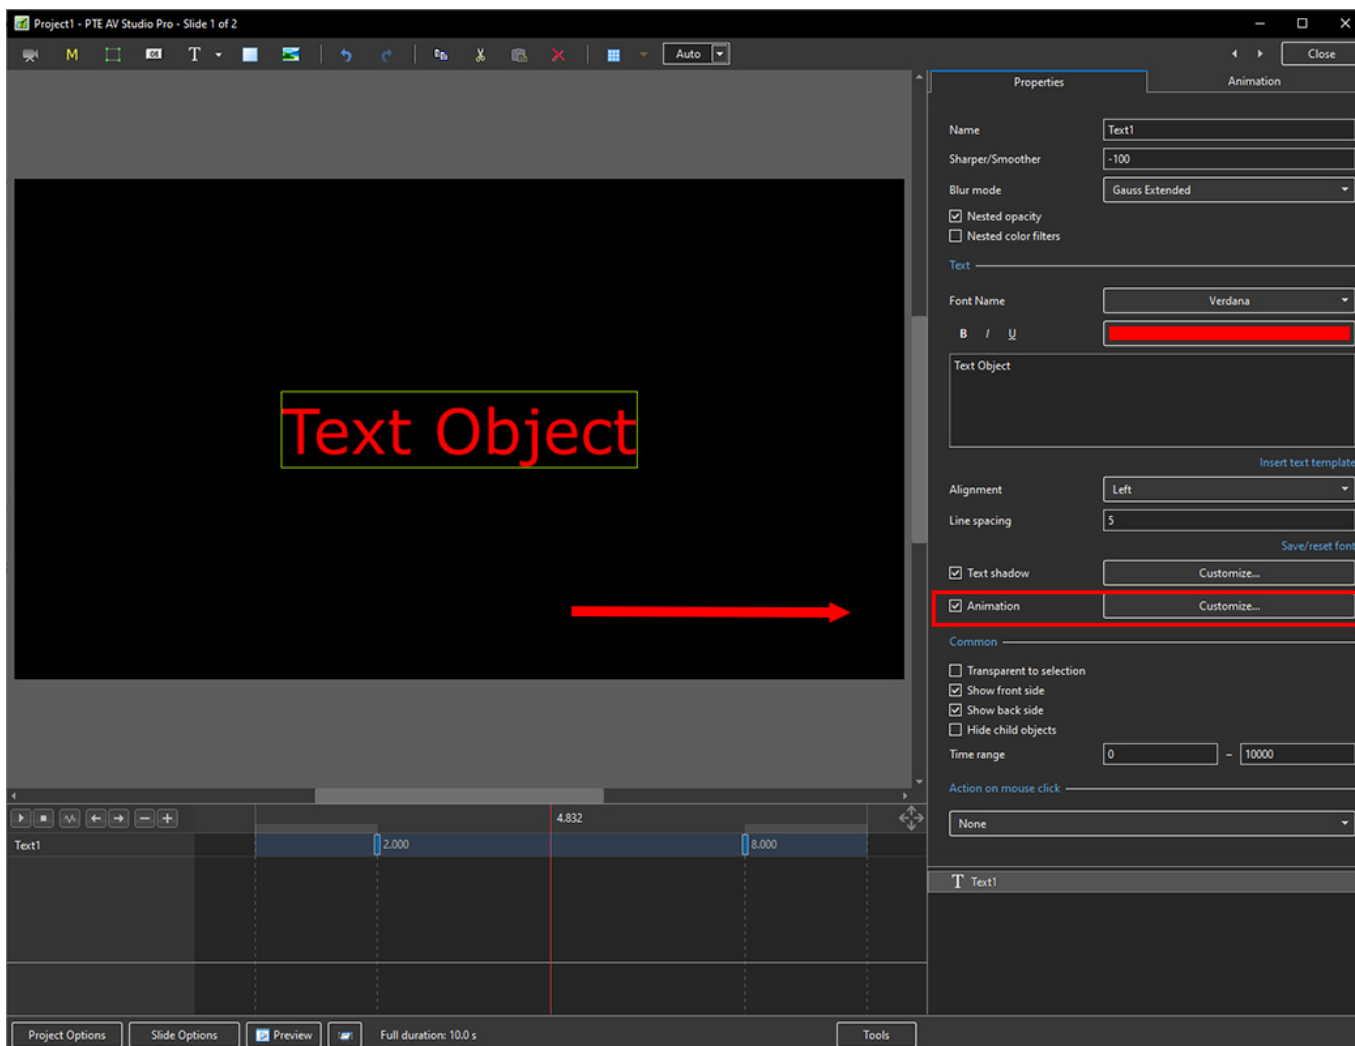 Project1 - PTE AV Studio Pro - Slide 1 of 2
M OK T Auto Close
Properties Animation
Name Text1
Sharper/Smoother -100
Blur mode Gauss Extended
Nested opacity
Nested color filters
Text
Font Name Verdana
B I U
Text Object
Text Object
Insert text template
Alignment Left
Line spacing 5
Save/reset font
Text shadow Customize...
Animation Customize...
Common
Transparent to selection
Show front side
Show back side
Hide child objects
Time range 0 - 10000
Action on mouse click
None
4.832
Text1 2.000 8.000
T Text1
Project Options Slide Options Preview Full duration: 10.0 s Tools